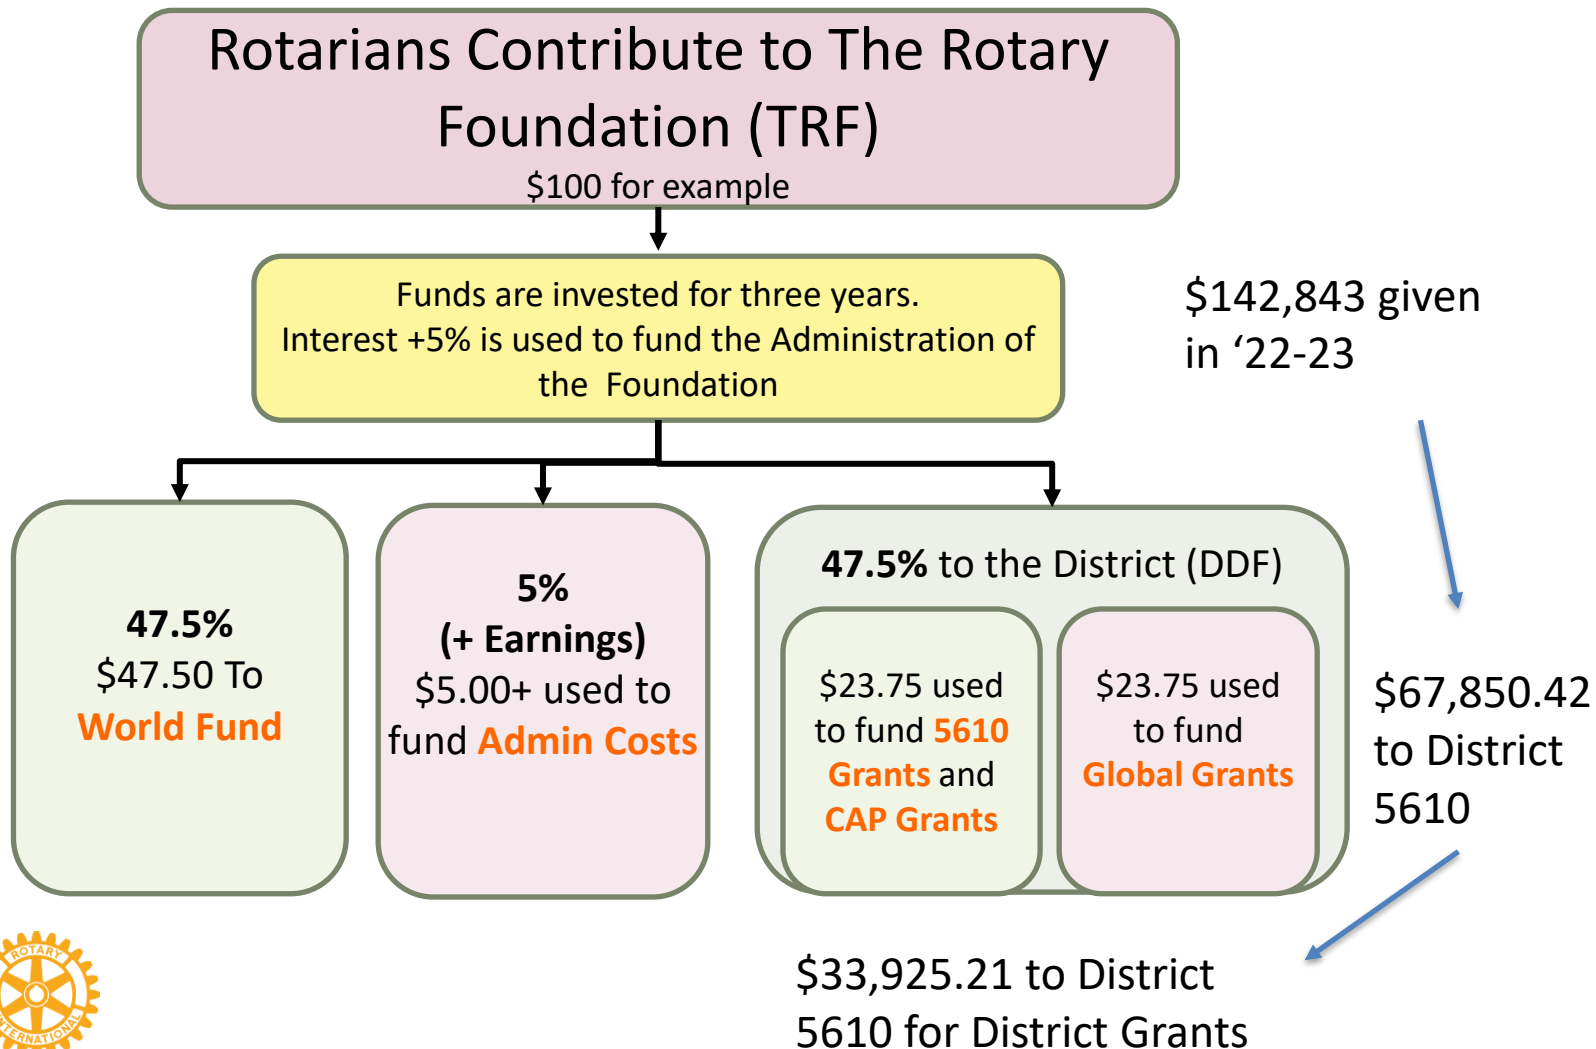 Rotarians Contribute to The Rotary
Foundation (TRF)
$100 for example
Funds are invested for three years.
Interest +5% is used to fund the Administration of
the  Foundation
$142,843 given
in ‘22-23
47.5%
$47.50 To
World Fund
5%
(+ Earnings)
$5.00+ used to
fund Admin Costs
47.5% to the District (DDF)
$23.75 used
to fund 5610
Grants and
CAP Grants
$23.75 used
to fund
Global Grants
$67,850.42
to District
5610
$33,925.21 to District
5610 for District Grants
ROTARY
INTERNATIONAL